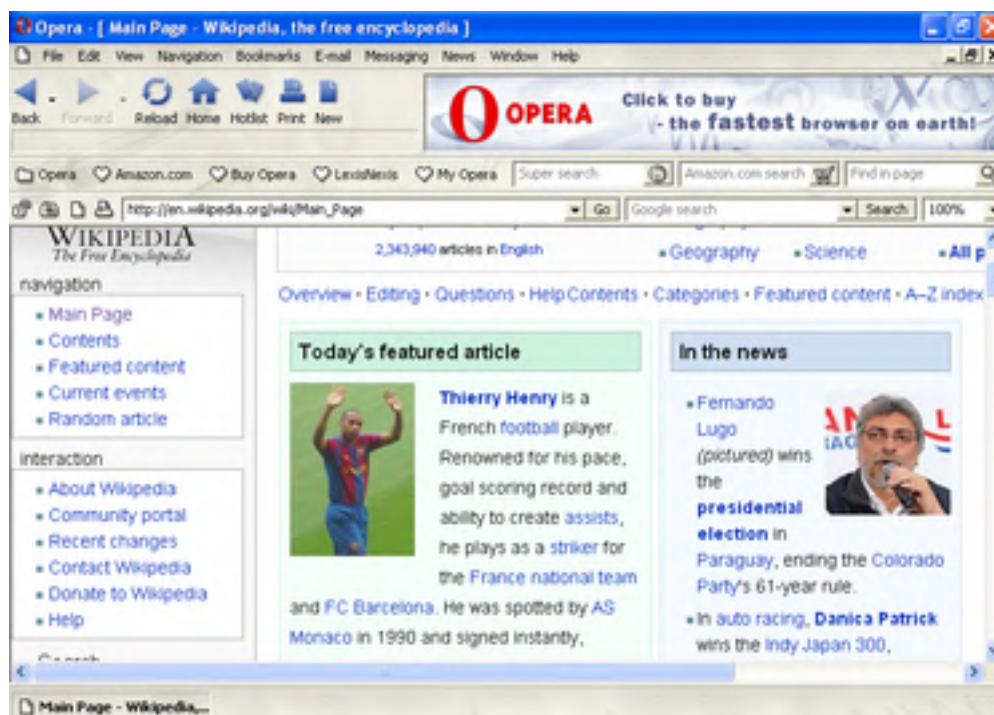 Opera - [ Main Page - Wikipedia, the free encyclopedia ]
File Edit View Navigation Bookmarks E-mail Messaging News Window Help
Back Forward Reload Home Hotlist Print New
OPERA
Click to buy
- the fastest browser on earth!
Opera Amazon.com Buy Opera LexisNexis My Opera Super search Amazon.com search Find in page
http://en.wikipedia.org/wiki/Main_Page Go Google search Search 100%
WIKIPEDIA
The Free Encyclopedia
navigation
Main Page
Contents
Featured content
Current events
Random article
interaction
About Wikipedia
Community portal
Recent changes
Contact Wikipedia
Donate to Wikipedia
Help
2,343,940 articles in English
Geography Science All p
Overview · Editing · Questions · Help Contents · Categories · Featured content · A–Z index
Today's featured article
Thierry Henry is a
French football player.
Renowned for his pace,
goal scoring record and
ability to create assists,
he plays as a striker for
the France national team
and FC Barcelona. He was spotted by AS
Monaco in 1990 and signed instantly,
In the news
Fernando
Lugo
(pictured) wins
the
presidential
election in
Paraguay, ending the Colorado
Party's 61-year rule.
In auto racing, Danica Patrick
wins the Indy Japan 300,
Main Page - Wikipedia,...